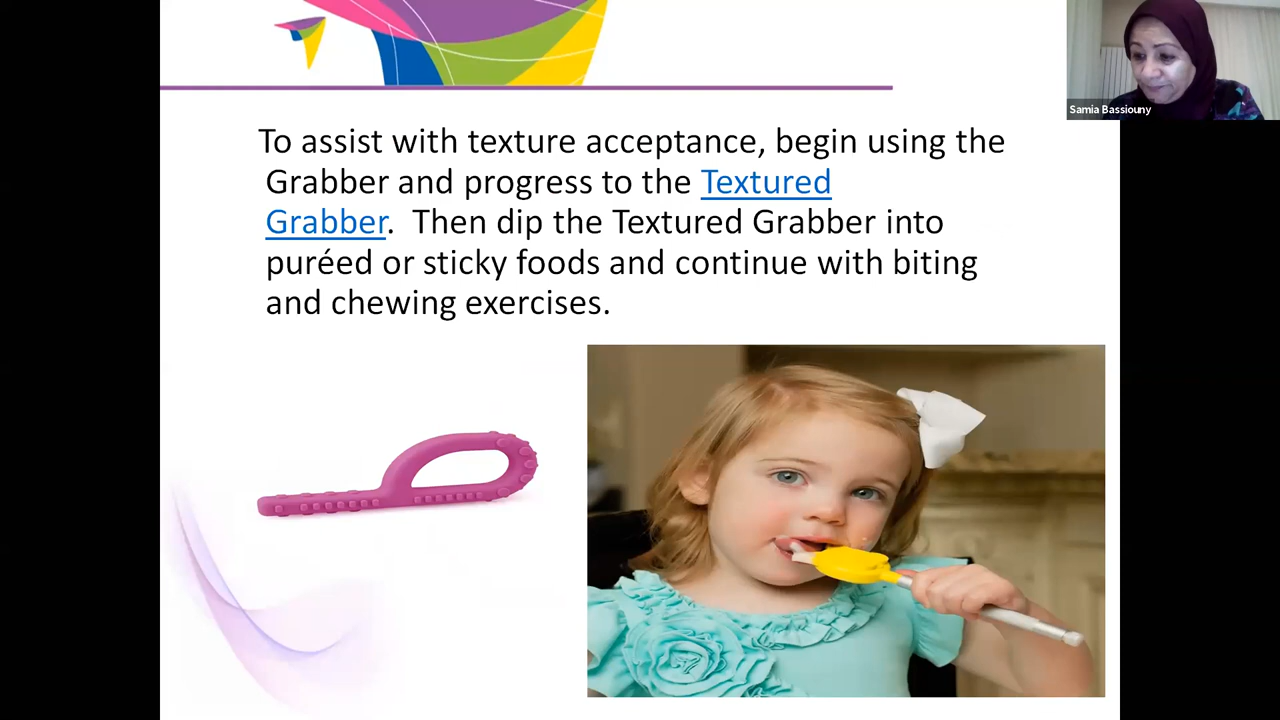 Samia Bassiouny
To assist with texture acceptance, begin using the
Grabber and progress to the Textured
Grabber.  Then dip the Textured Grabber into
puréed or sticky foods and continue with biting
and chewing exercises.